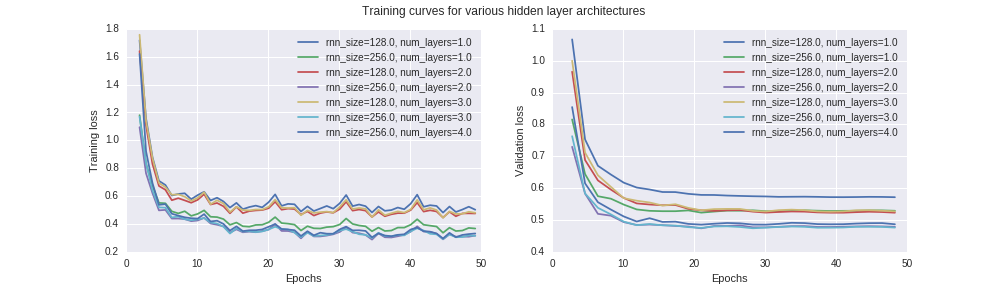 Training curves for various hidden layer architectures
1.8
1.6
1.4
1.2
1.0
0.8
0.6
0.4
0.2
Training loss
rnn_size=128.0, num_layers=1.0
rnn_size=256.0, num_layers=1.0
rnn_size=128.0, num_layers=2.0
rnn_size=256.0, num_layers=2.0
rnn_size=128.0, num_layers=3.0
rnn_size=256.0, num_layers=3.0
rnn_size=256.0, num_layers=4.0
0 10 20 30 40 50
Epochs
1.1
1.0
0.9
0.8
0.7
0.6
0.5
0.4
Validation loss
rnn_size=128.0, num_layers=1.0
rnn_size=256.0, num_layers=1.0
rnn_size=128.0, num_layers=2.0
rnn_size=256.0, num_layers=2.0
rnn_size=128.0, num_layers=3.0
rnn_size=256.0, num_layers=3.0
rnn_size=256.0, num_layers=4.0
0 10 20 30 40 50
Epochs